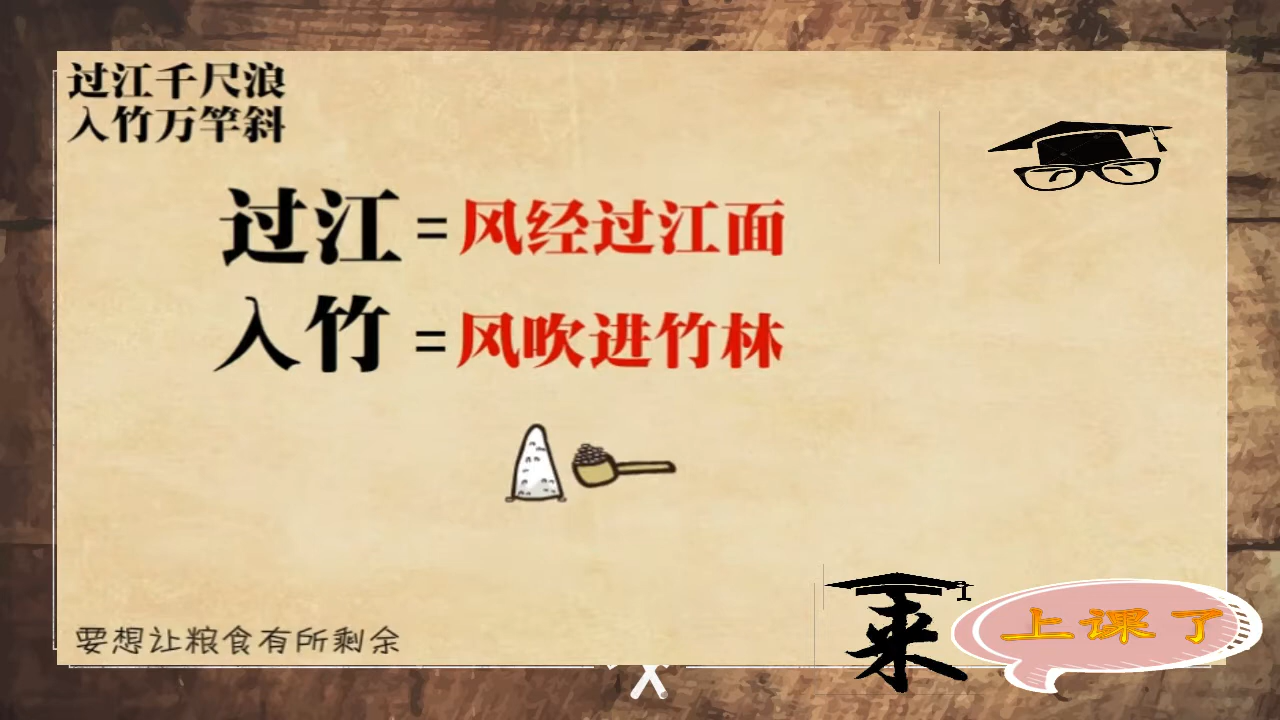 过江千尺浪
入竹万竿斜
过江=风经过江面
入竹=风吹进竹林
要想让粮食有所剩余
来 上课了